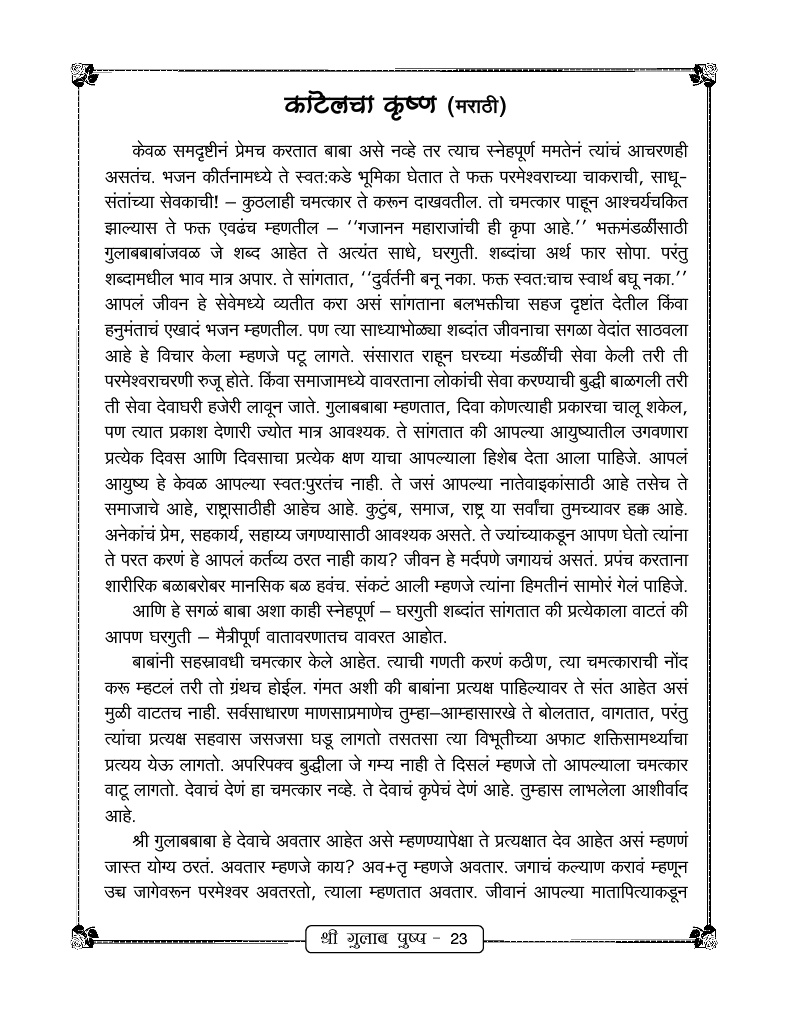 कांटेलचा कृष्ण (मराठी)
केवळ समदृष्टीनं प्रेमच करतात बाबा असे नव्हे तर त्याच स्नेहपूर्ण ममतेनं त्यांचं आचरणही
असतंच. भजन कीर्तनामध्ये ते स्वत:कडे भूमिका घेतात ते फक्त परमेश्वराच्या चाकराची, साधू-
संतांच्या सेवकाची! – कुठलाही चमत्कार ते करून दाखवतील. तो चमत्कार पाहून आश्चर्यचकित
झाल्यास ते फक्त एवढंच म्हणतील – ‘‘गजानन महाराजांची ही कृपा आहे.’’ भक्तमंडळींसाठी
गुलाबबाबांजवळ जे शब्द आहेत ते अत्यंत साधे, घरगुती. शब्दांचा अर्थ फार सोपा. परंतु
शब्दामधील भाव मात्र अपार. ते सांगतात, ‘‘दुर्वर्तनी बनू नका. फक्त स्वत:चाच स्वार्थ बघू नका.’’
आपलं जीवन हे सेवेमध्ये व्यतीत करा असं सांगताना बलभक्तीचा सहज दृष्टांत देतील किंवा
हनुमंताचं एखादं भजन म्हणतील. पण त्या साध्याभोळ्या शब्दांत जीवनाचा सगळा वेदांत साठवला
आहे हे विचार केला म्हणजे पटू लागते. संसारात राहून घरच्या मंडळींची सेवा केली तरी ती
परमेश्वराचरणी रुजू होते. किंवा समाजामध्ये वावरताना लोकांची सेवा करण्याची बुद्धी बाळगली तरी
ती सेवा देवाघरी हजेरी लावून जाते. गुलाबबाबा म्हणतात, दिवा कोणत्याही प्रकारचा चालू शकेल,
पण त्यात प्रकाश देणारी ज्योत मात्र आवश्यक. ते सांगतात की आपल्या आयुष्यातील उगवणारा
प्रत्येक दिवस आणि दिवसाचा प्रत्येक क्षण याचा आपल्याला हिशेब देता आला पाहिजे. आपलं
आयुष्य हे केवळ आपल्या स्वत:पुरतंच नाही. ते जसं आपल्या नातेवाइकांसाठी आहे तसेच ते
समाजाचे आहे, राष्ट्रासाठीही आहेच आहे. कुटुंब, समाज, राष्ट्र या सर्वांचा तुमच्यावर हक्क आहे.
अनेकांचं प्रेम, सहकार्य, सहाय्य जगण्यासाठी आवश्यक असते. ते ज्यांच्याकडून आपण घेतो त्यांना
ते परत करणं हे आपलं कर्तव्य ठरत नाही काय? जीवन हे मर्दपणे जगायचं असतं. प्रपंच करताना
शारीरिक बळाबरोबर मानसिक बळ हवंच. संकटं आली म्हणजे त्यांना हिमतीनं सामोरं गेलं पाहिजे.
आणि हे सगळं बाबा अशा काही स्नेहपूर्ण – घरगुती शब्दांत सांगतात की प्रत्येकाला वाटतं की
आपण घरगुती – मैत्रीपूर्ण वातावरणातच वावरत आहोत.
बाबांनी सहस्रावधी चमत्कार केले आहेत. त्याची गणती करणं कठीण, त्या चमत्काराची नोंद
करू म्हटलं तरी तो ग्रंथच होईल. गंमत अशी की बाबांना प्रत्यक्ष पाहिल्यावर ते संत आहेत असं
मुळी वाटतच नाही. सर्वसाधारण माणसाप्रमाणेच तुम्हा–आम्हासारखे ते बोलतात, वागतात, परंतु
त्यांचा प्रत्यक्ष सहवास जसजसा घडू लागतो तसतसा त्या विभूतीच्या अफाट शक्तिसामर्थ्याचा
प्रत्यय येऊ लागतो. अपरिपक्व बुद्धीला जे गम्य नाही ते दिसलं म्हणजे तो आपल्याला चमत्कार
वाटू लागतो. देवाचं देणं हा चमत्कार नव्हे. ते देवाचं कृपेचं देणं आहे. तुम्हास लाभलेला आशीर्वाद
आहे.
श्री गुलाबबाबा हे देवाचे अवतार आहेत असे म्हणण्यापेक्षा ते प्रत्यक्षात देव आहेत असं म्हणणं
जास्त योग्य ठरतं. अवतार म्हणजे काय? अव+तृ म्हणजे अवतार. जगाचं कल्याण करावं म्हणून
उच्च जागेवरून परमेश्वर अवतरतो, त्याला म्हणतात अवतार. जीवानं आपल्या मातापित्याकडून
श्री गुलाब पुष्प - 23